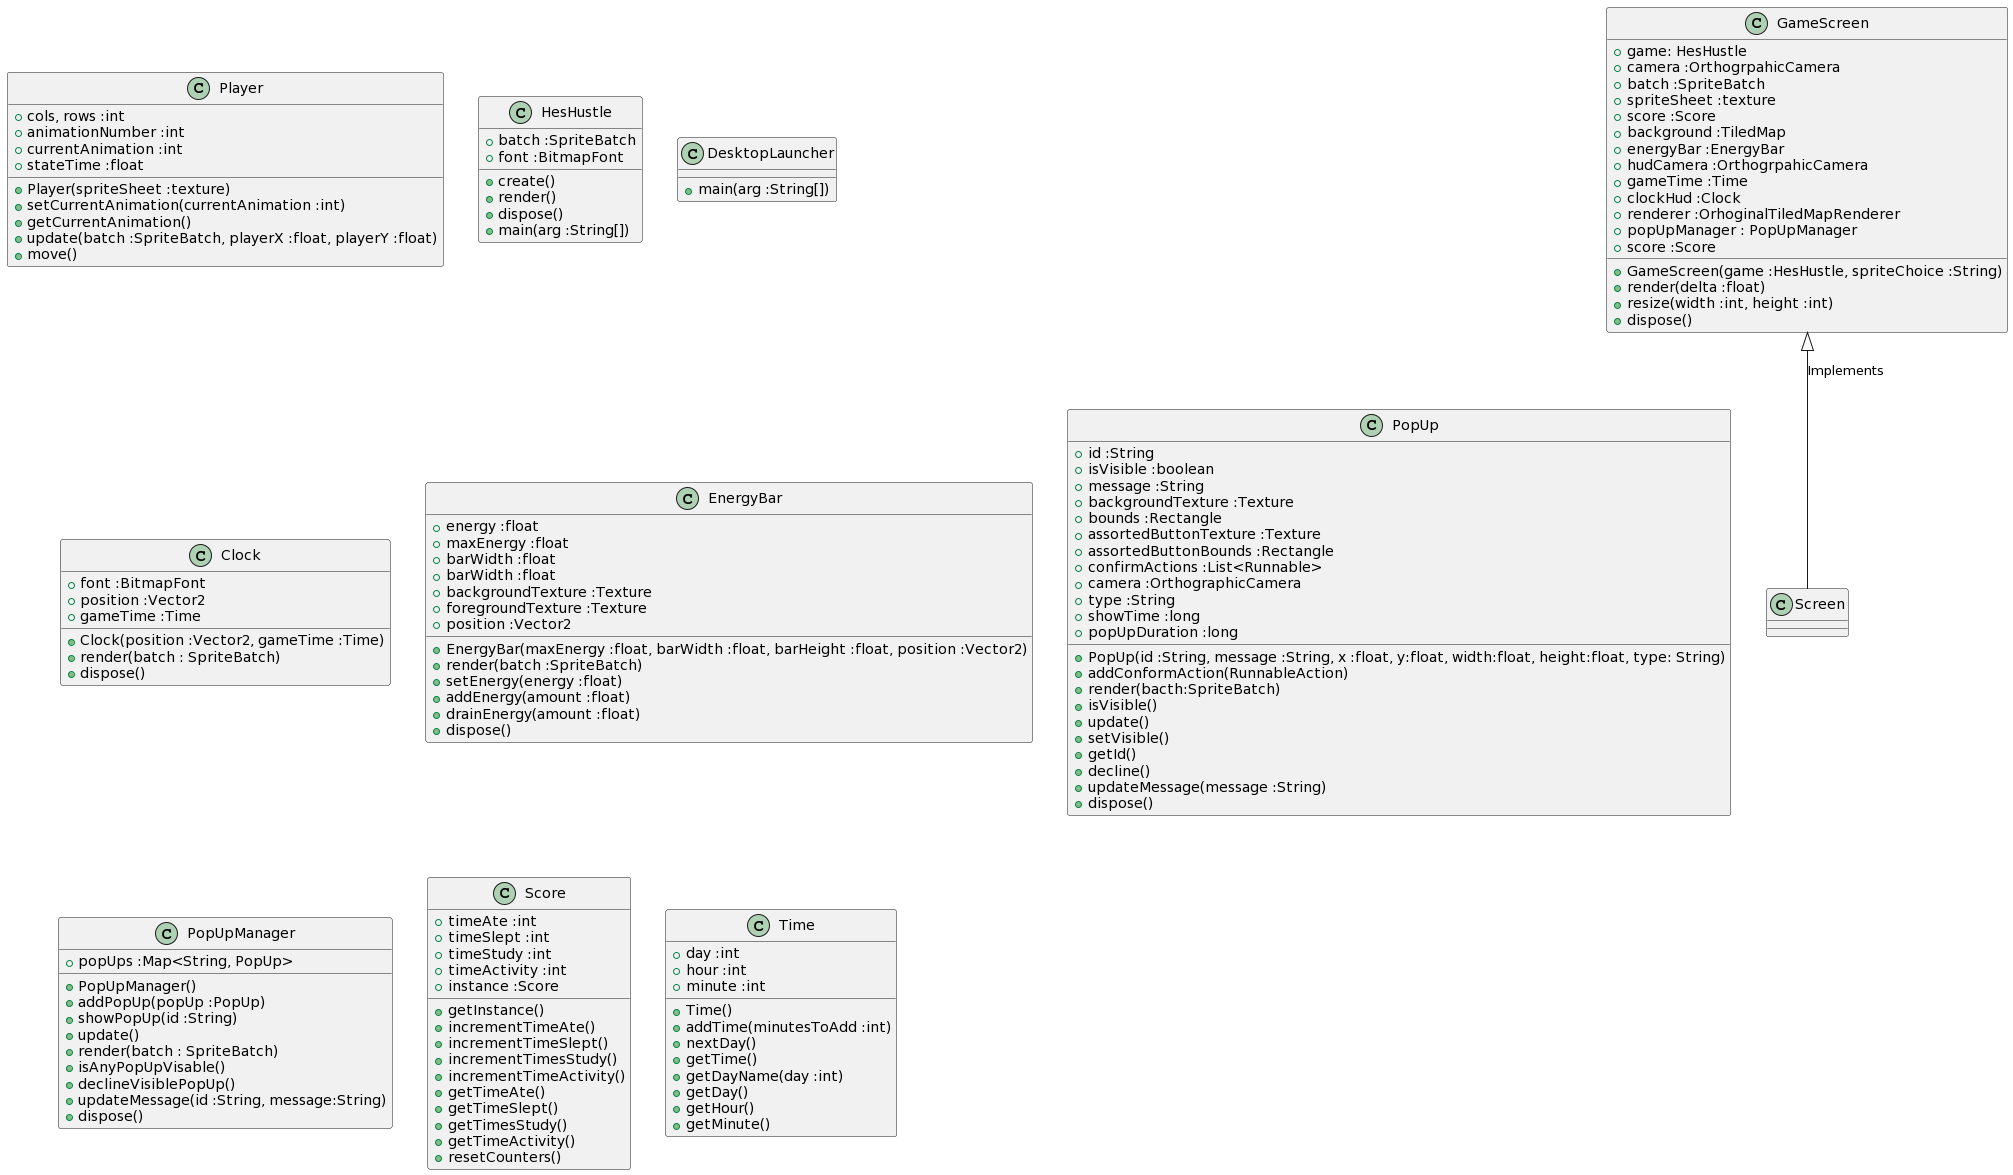 C Player
cols, rows :int
animationNumber :int
currentAnimation :int
stateTime :float
Player(spriteSheet :texture)
setCurrentAnimation(currentAnimation :int)
getCurrentAnimation()
update(batch :SpriteBatch, playerX :float, playerY :float)
move()
C HesHustle
batch :SpriteBatch
font :BitmapFont
create()
render()
dispose()
main(arg :String[])
C DesktopLauncher
main(arg :String[])
C GameScreen
game: HesHustle
camera :OrthogrpahicCamera
batch :SpriteBatch
spriteSheet :texture
score :Score
background :TiledMap
energyBar :EnergyBar
hudCamera :OrthogrpahicCamera
gameTime :Time
clockHud :Clock
renderer :OrhoginalTiledMapRenderer
popUpManager : PopUpManager
score :Score
GameScreen(game :HesHustle, spriteChoice :String)
render(delta :float)
resize(width :int, height :int)
dispose()
Implements
C Clock
font :BitmapFont
position :Vector2
gameTime :Time
Clock(position :Vector2, gameTime :Time)
render(batch : SpriteBatch)
dispose()
C EnergyBar
energy :float
maxEnergy :float
barWidth :float
barWidth :float
backgroundTexture :Texture
foregroundTexture :Texture
position :Vector2
EnergyBar(maxEnergy :float, barWidth :float, barHeight :float, position :Vector2)
render(batch :SpriteBatch)
setEnergy(energy :float)
addEnergy(amount :float)
drainEnergy(amount :float)
dispose()
C PopUp
id :String
isVisible :boolean
message :String
backgroundTexture :Texture
bounds :Rectangle
assortedButtonTexture :Texture
assortedButtonBounds :Rectangle
confirmActions :List<Runnable>
camera :OrthographicCamera
type :String
showTime :long
popUpDuration :long
PopUp(id :String, message :String, x :float, y:float, width:float, height:float, type: String)
addConformAction(RunnableAction)
render(bacth:SpriteBatch)
isVisible()
update()
setVisible()
getId()
decline()
updateMessage(message :String)
dispose()
C Screen
C PopUpManager
popUps :Map<String, PopUp>
PopUpManager()
addPopUp(popUp :PopUp)
showPopUp(id :String)
update()
render(batch : SpriteBatch)
isAnyPopUpVisable()
declineVisiblePopUp()
updateMessage(id :String, message:String)
dispose()
C Score
timeAte :int
timeSlept :int
timeStudy :int
timeActivity :int
instance :Score
getInstance()
incrementTimeAte()
incrementTimeSlept()
incrementTimesStudy()
incrementTimeActivity()
getTimeAte()
getTimeSlept()
getTimesStudy()
getTimeActivity()
resetCounters()
C Time
day :int
hour :int
minute :int
Time()
addTime(minutesToAdd :int)
nextDay()
getTime()
getDayName(day :int)
getDay()
getHour()
getMinute()